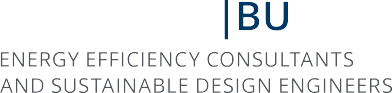 |BU
ENERGY EFFICIENCY CONSULTANTS
AND SUSTAINABLE DESIGN ENGINEERS